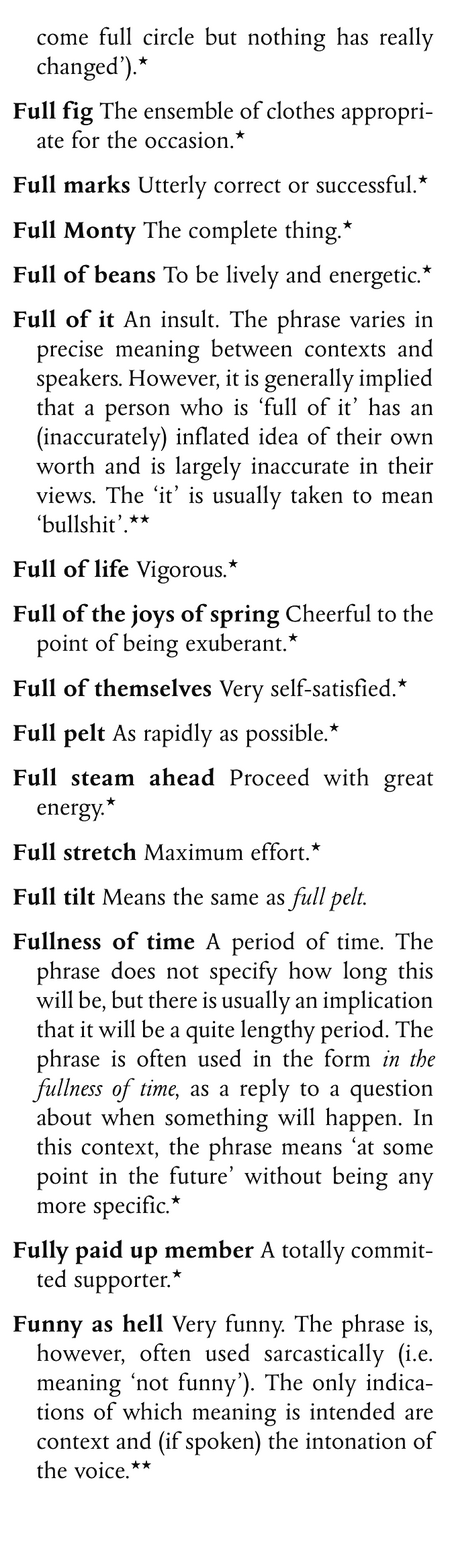 come full circle but nothing has really
changed’).★
Full fig The ensemble of clothes appropri-
ate for the occasion.★
Full marks Utterly correct or successful.★
Full Monty The complete thing.★
Full of beans To be lively and energetic.★
Full of it An insult. The phrase varies in
precise meaning between contexts and
speakers. However, it is generally implied
that a person who is ‘full of it’ has an
(inaccurately) inflated idea of their own
worth and is largely inaccurate in their
views. The ‘it’ is usually taken to mean
‘bullshit’.★★
Full of life Vigorous.★
Full of the joys of spring Cheerful to the
point of being exuberant.★
Full of themselves Very self-satisfied.★
Full pelt As rapidly as possible.★
Full steam ahead Proceed with great
energy.★
Full stretch Maximum effort.★
Full tilt Means the same as full pelt.
Fullness of time A period of time. The
phrase does not specify how long this
will be, but there is usually an implication
that it will be a quite lengthy period. The
phrase is often used in the form in the
fullness of time, as a reply to a question
about when something will happen. In
this context, the phrase means ‘at some
point in the future’ without being any
more specific.★
Fully paid up member A totally commit-
ted supporter.★
Funny as hell Very funny. The phrase is,
however, often used sarcastically (i.e.
meaning ‘not funny’). The only indica-
tions of which meaning is intended are
context and (if spoken) the intonation of
the voice.★★